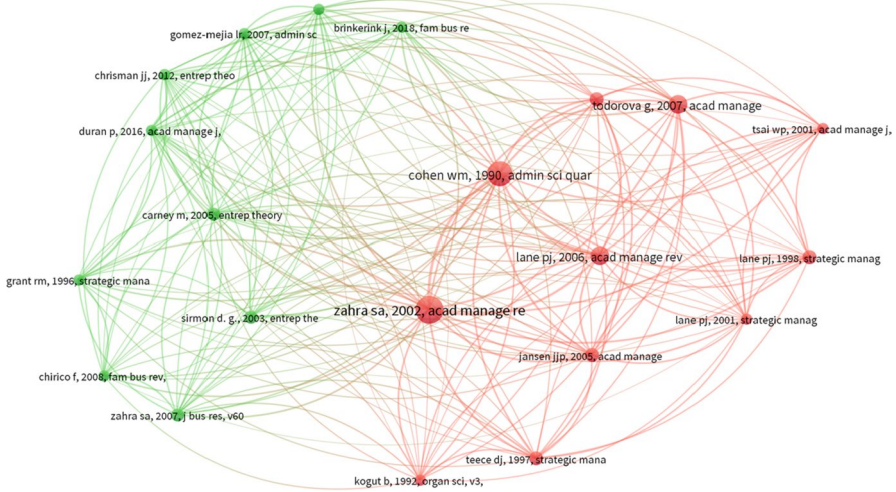 brinkerink j, 2018, fam bus re
gomez-mejia lr, 2007, admin sc
chrisman jj, 2012, entrep theo
todorova g, 2007, acad manage
duran p, 2016, acad manage j,
tsai wp, 2001, acad manage j,
cohen wm, 1990, admin sci quar
carney m, 2005, entrep theory
lane pj, 2006, acad manage rev
lane pj, 1998, strategic manag
grant rm, 1996, strategic mana
zahra sa, 2002, acad manage re
sirmon d. g., 2003, entrep the
lane pj, 2001, strategic manag
jansen jjp, 2005, acad manage
chirico f, 2008, fam bus rev,
zahra sa, 2007, j bus res, v60
teece dj, 1997, strategic mana
kogut b, 1992, organ sci, v3,